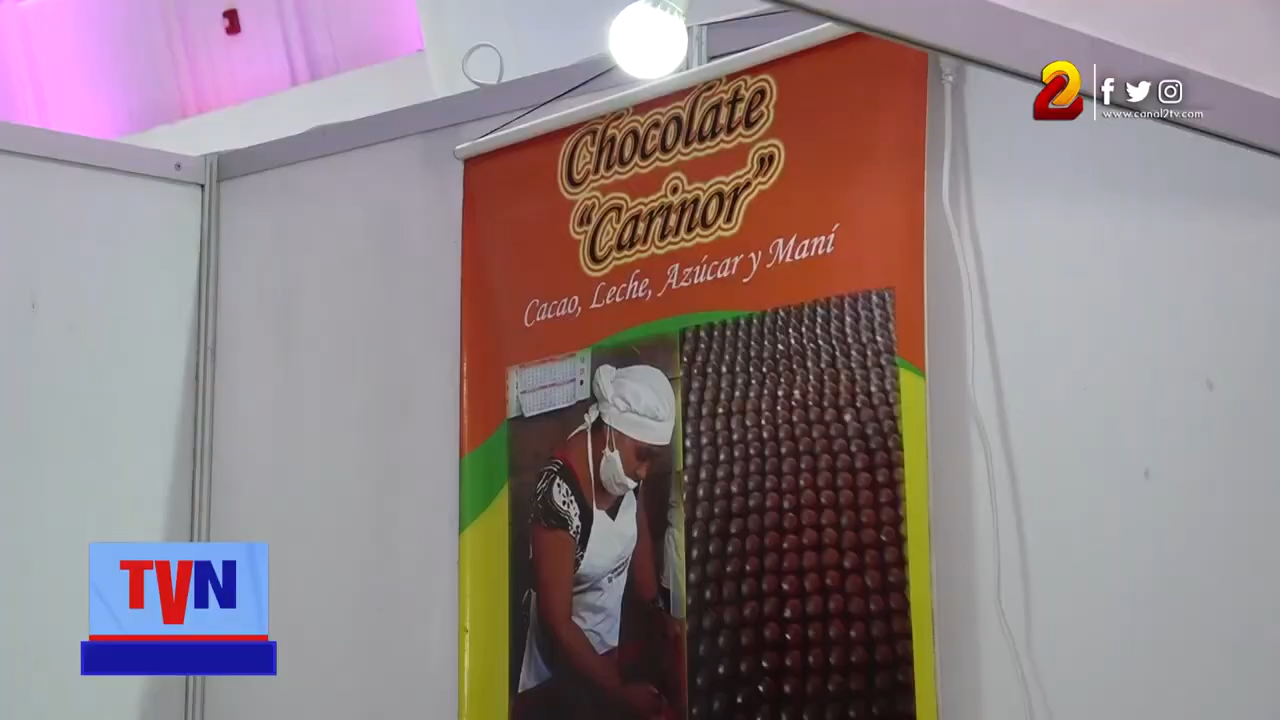 Chocolate
"Carinor"
Cacao, Leche, Azúcar y Maní
2
www.canal2tv.com
TVN